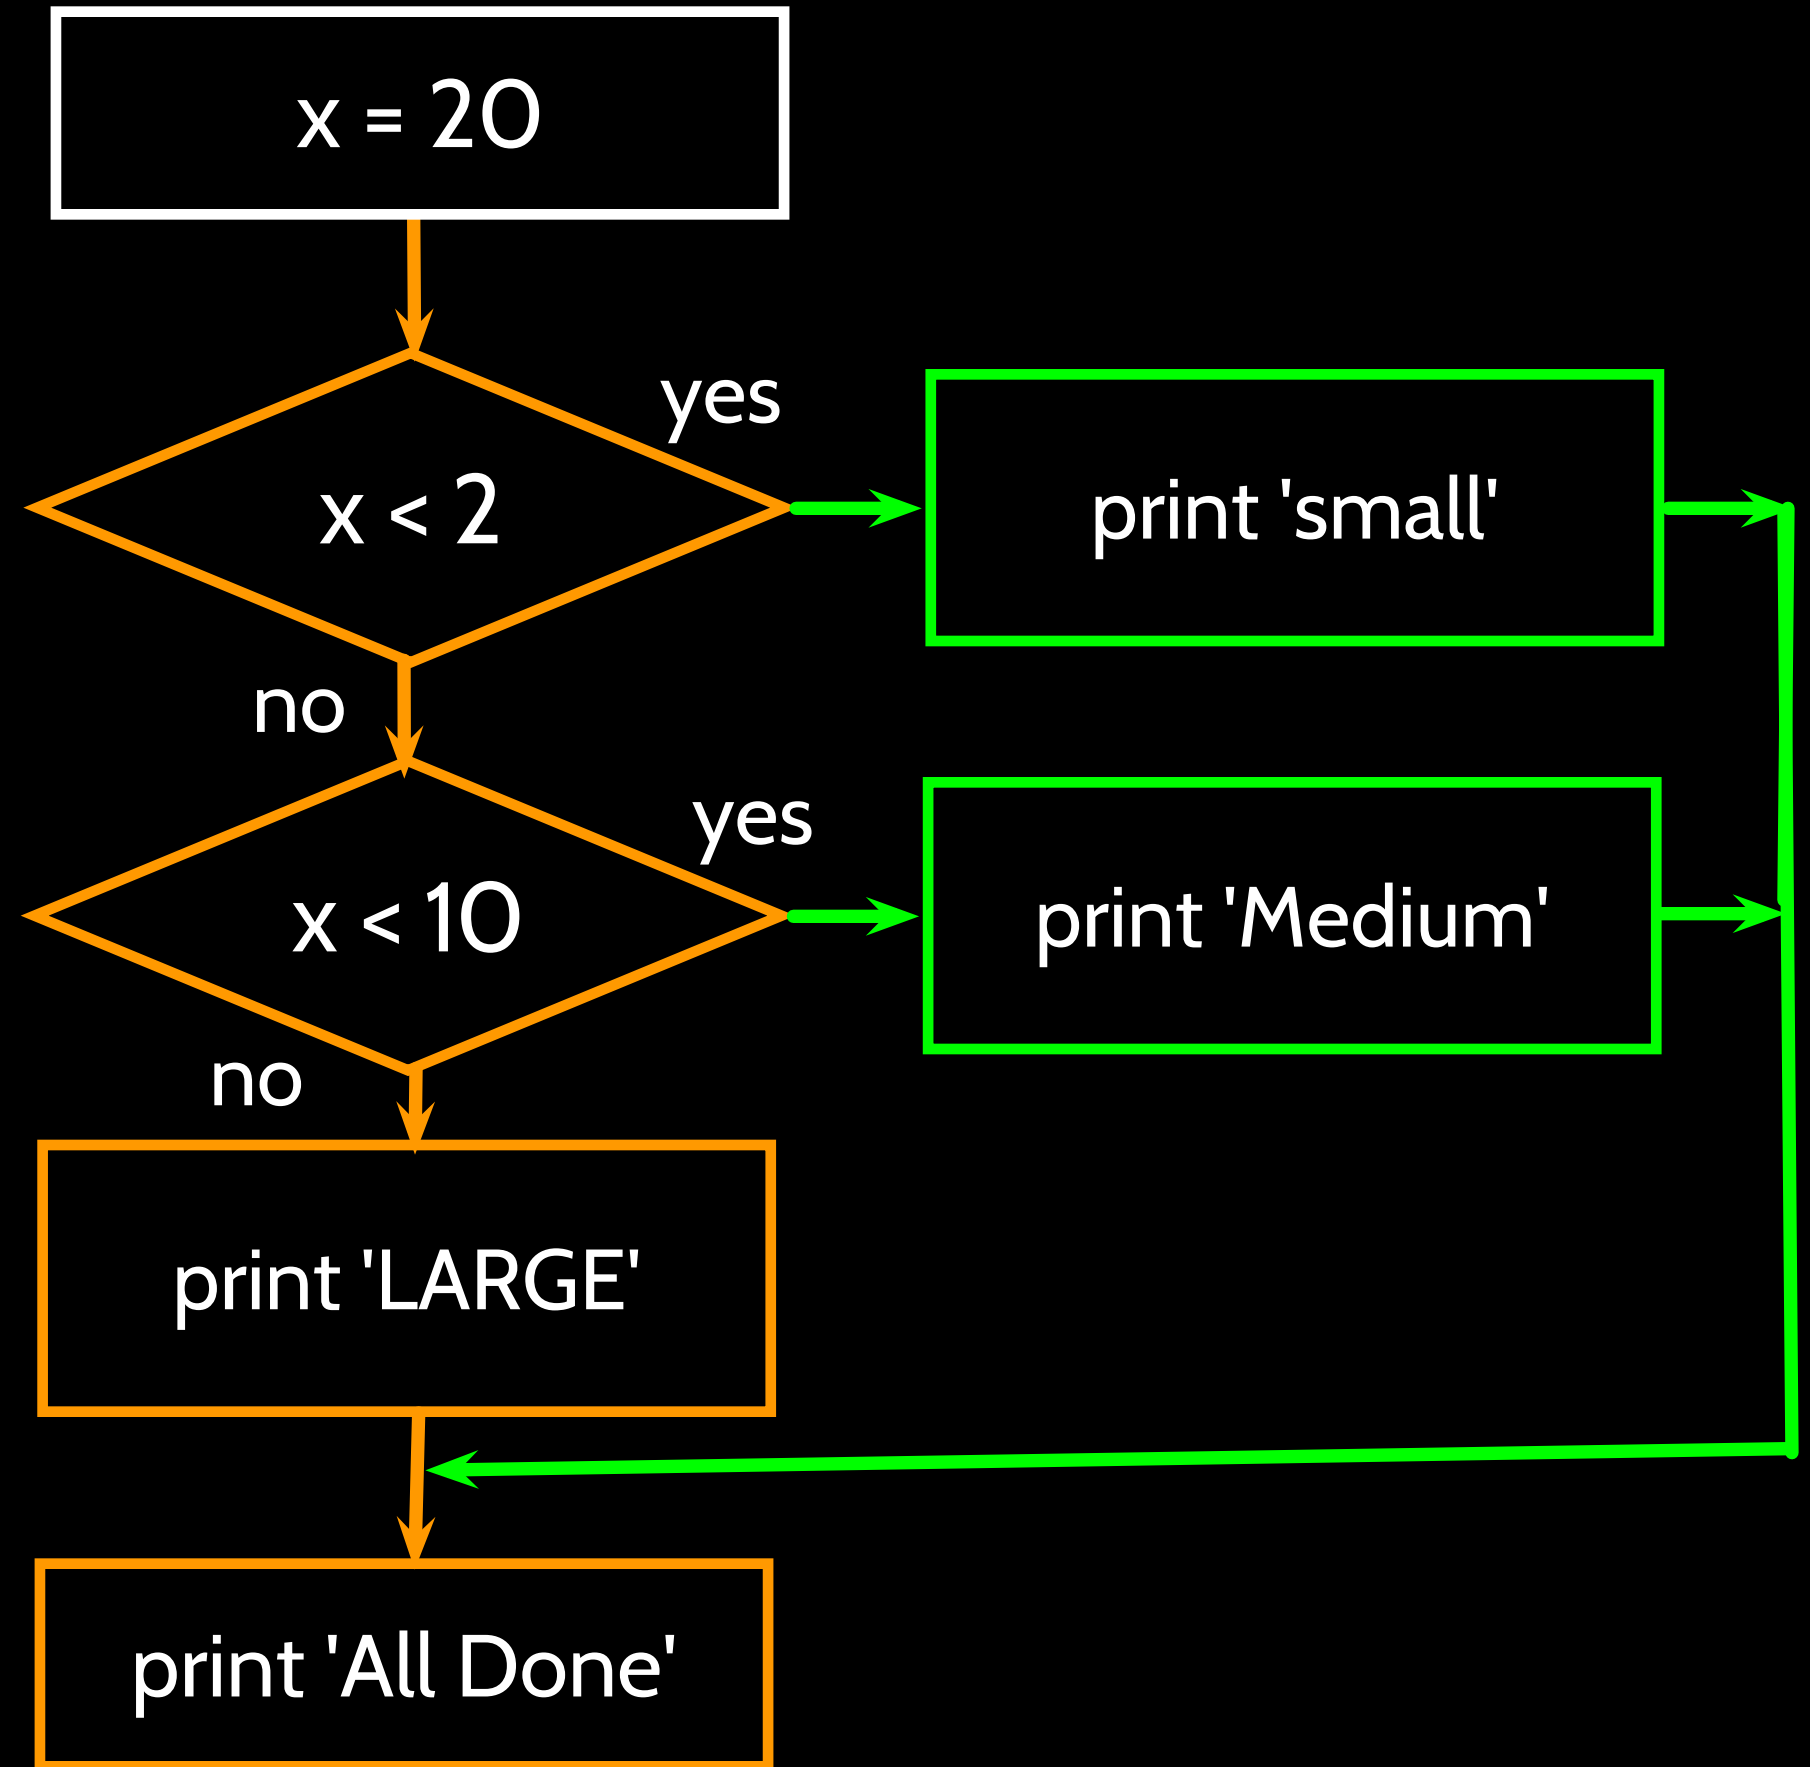 x = 20
yes
x < 2
print 'small'
no
yes
x < 10
print 'Medium'
no
print 'LARGE'
print 'All Done'